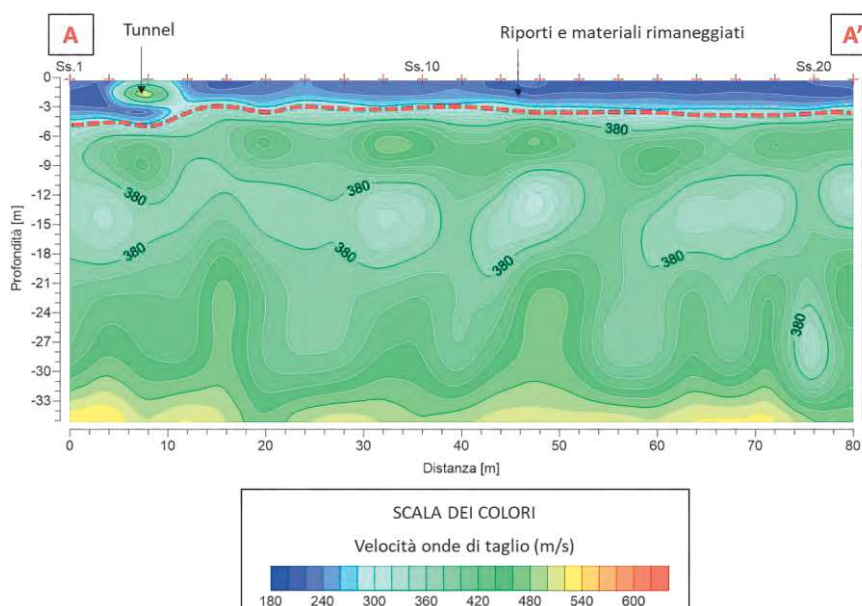 A
Tunnel
Riporti e materiali rimaneggiati
A'
Ss.1
Ss.10
Ss.20
0
-3
-6
-9
-12
-15
-18
-21
-24
-27
-30
-33
Profondità [m]
380
380
380
380
380
380
380
380
380
0
10
20
30
40
50
60
70
80
Distanza [m]
SCALA DEI COLORI
Velocità onde di taglio (m/s)
180 240 300 360 420 480 540 600